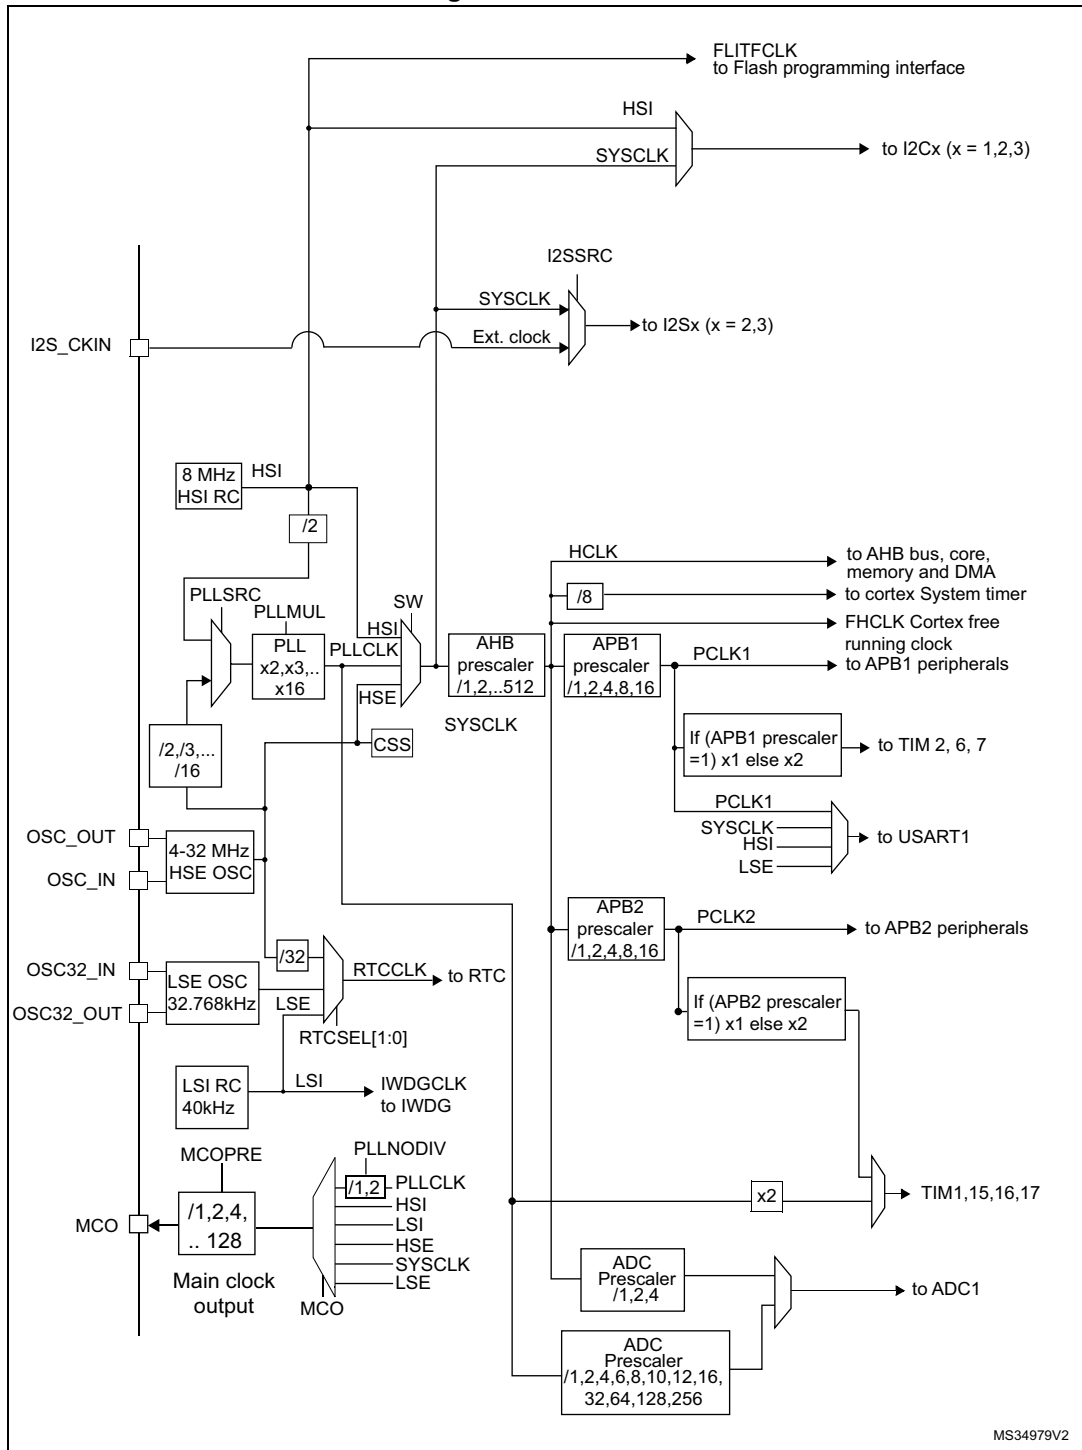 FLITFCLK
to Flash programming interface
HSI
SYSCLK
to I2Cx (x = 1,2,3)
I2SSRC
SYSCLK
to I2Sx (x = 2,3)
I2S_CKIN
Ext. clock
8 MHz
HSI RC
HSI
/2
HCLK
to AHB bus, core,
memory and DMA
/8
to cortex System timer
FHCLK Cortex free
running clock
PLLSRC
PLLMUL
PLL
x2,x3,..
x16
SW
HSI
PLLCLK
HSE
AHB
prescaler
/1,2,..512
APB1
prescaler
/1,2,4,8,16
PCLK1
to APB1 peripherals
SYSCLK
/2,/3,...
/16
CSS
If (APB1 prescaler
=1) x1 else x2
to TIM 2, 6, 7
PCLK1
SYSCLK
HSI
LSE
to USART1
OSC_OUT
OSC_IN
4-32 MHz
HSE OSC
APB2
prescaler
/1,2,4,8,16
PCLK2
to APB2 peripherals
/32
OSC32_IN
OSC32_OUT
LSE OSC
32.768kHz
LSE
RTCCLK
to RTC
RTCSEL[1:0]
If (APB2 prescaler
=1) x1 else x2
LSI RC
40kHz
LSI
IWDGCLK
to IWDG
MCOPRE
PLLNODIV
/1,2
PLLCLK
HSI
LSI
HSE
SYSCLK
LSE
MCO
/1,2,4,
.. 128
Main clock
output
MCO
x2
TIM1,15,16,17
ADC
Prescaler
/1,2,4
to ADC1
ADC
Prescaler
/1,2,4,6,8,10,12,16,
32,64,128,256
MS34979V2